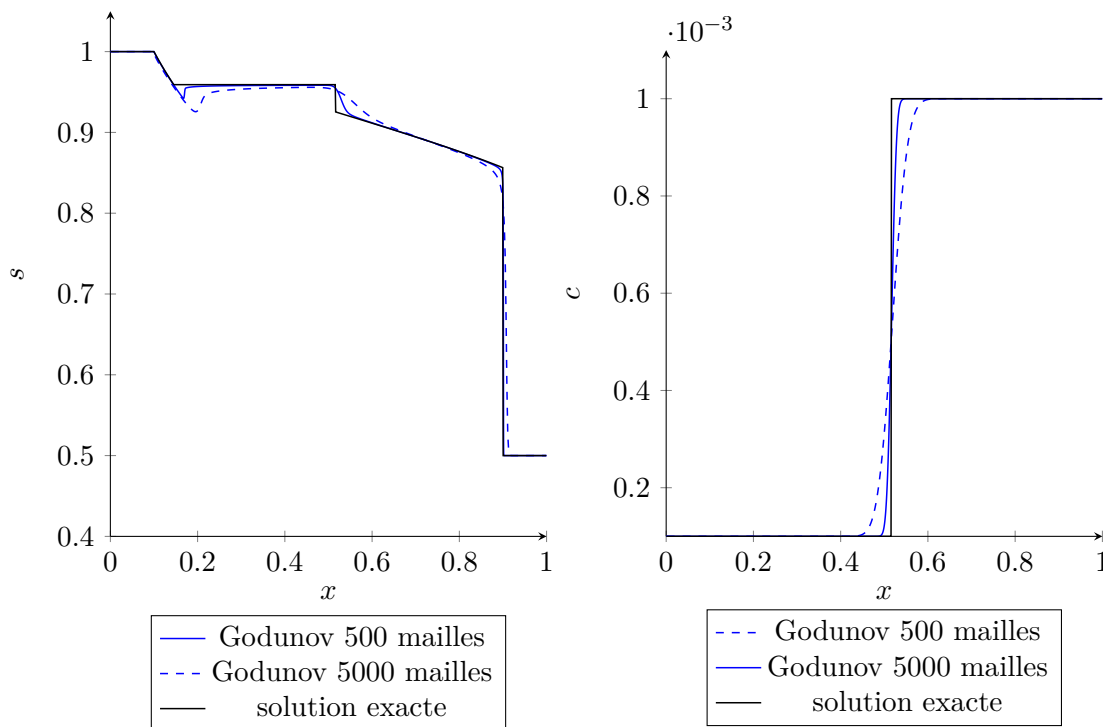 1
0.9
0.8
0.7
0.6
0.5
0.4
s
0 0.2 0.4 0.6 0.8 1
x
Godunov 500 mailles
Godunov 5000 mailles
solution exacte
·10⁻³
1
0.8
0.6
0.4
0.2
c
0 0.2 0.4 0.6 0.8 1
x
Godunov 500 mailles
Godunov 5000 mailles
solution exacte